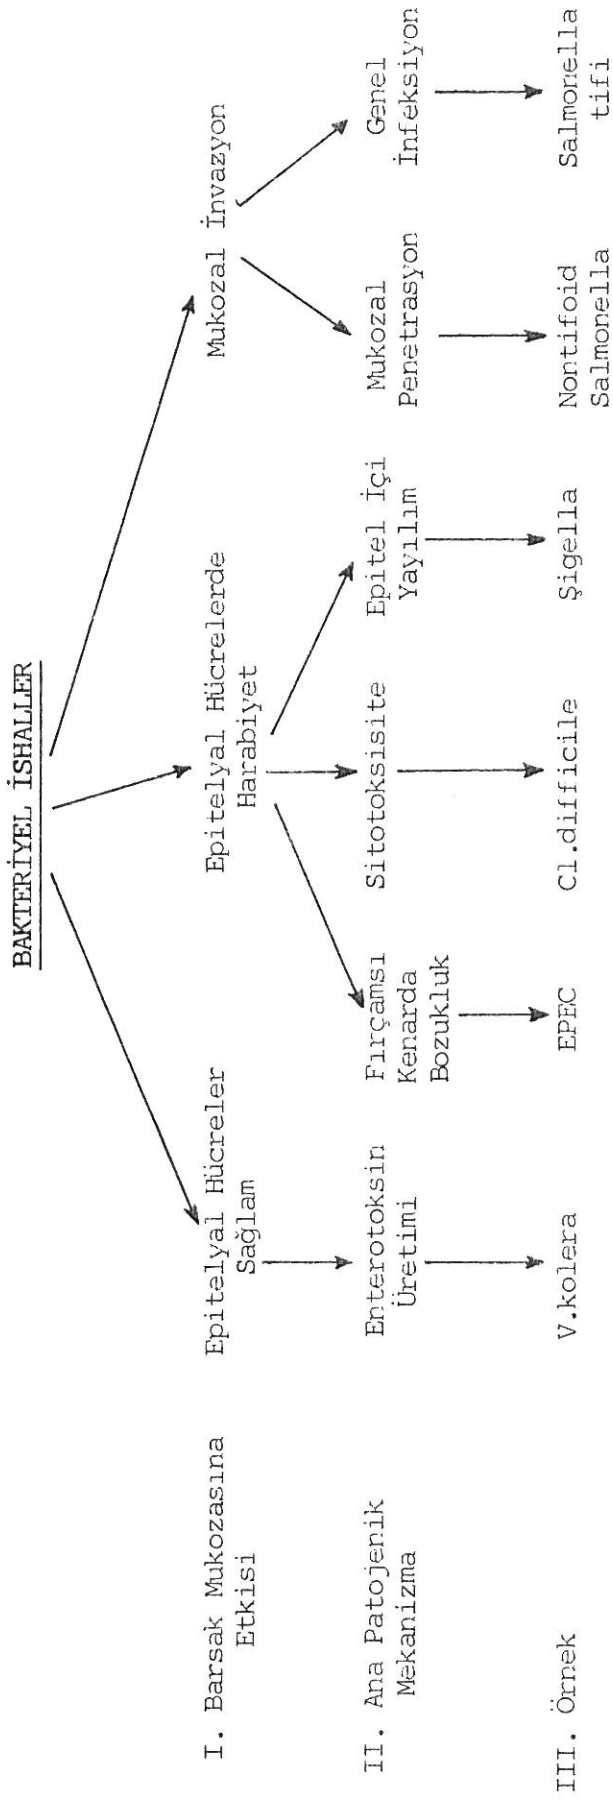 BAKTERİYEL İSHALLER
I. Barsak Mukozasına
Etkisi
Epitelyal Hücreler
Sağlam
Epitelyal Hücrelerde
Harabiyet
Mukozal İnvazyon
II. Ana Patojenik
Mekanizma
Enterotoksin
Üretimi
Fırçamsı
Kenarda
Bozukluk
Sitotoksisite
Epitel İçi
Yayılım
Mukozal
Penetrasyon
Genel
İnfeksiyon
III. Örnek
V.kolera
EPEC
Cl.difficile
Şigella
Nontifoid
Salmonella
Salmonella
tifi